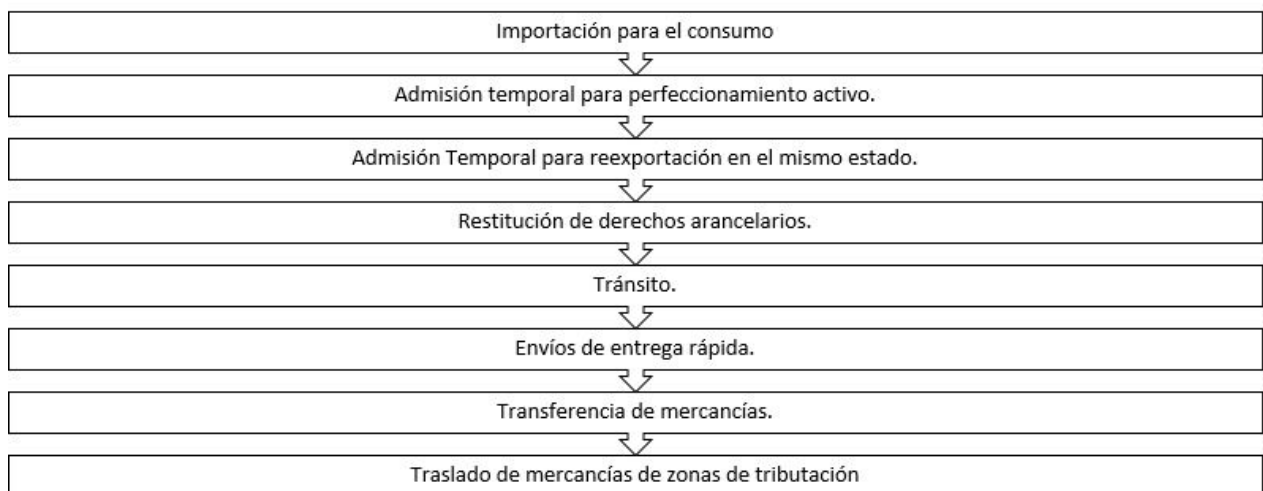 Importación para el consumo
Admisión temporal para perfeccionamiento activo.
Admisión Temporal para reexportación en el mismo estado.
Restitución de derechos arancelarios.
Tránsito.
Envíos de entrega rápida.
Transferencia de mercancías.
Traslado de mercancías de zonas de tributación